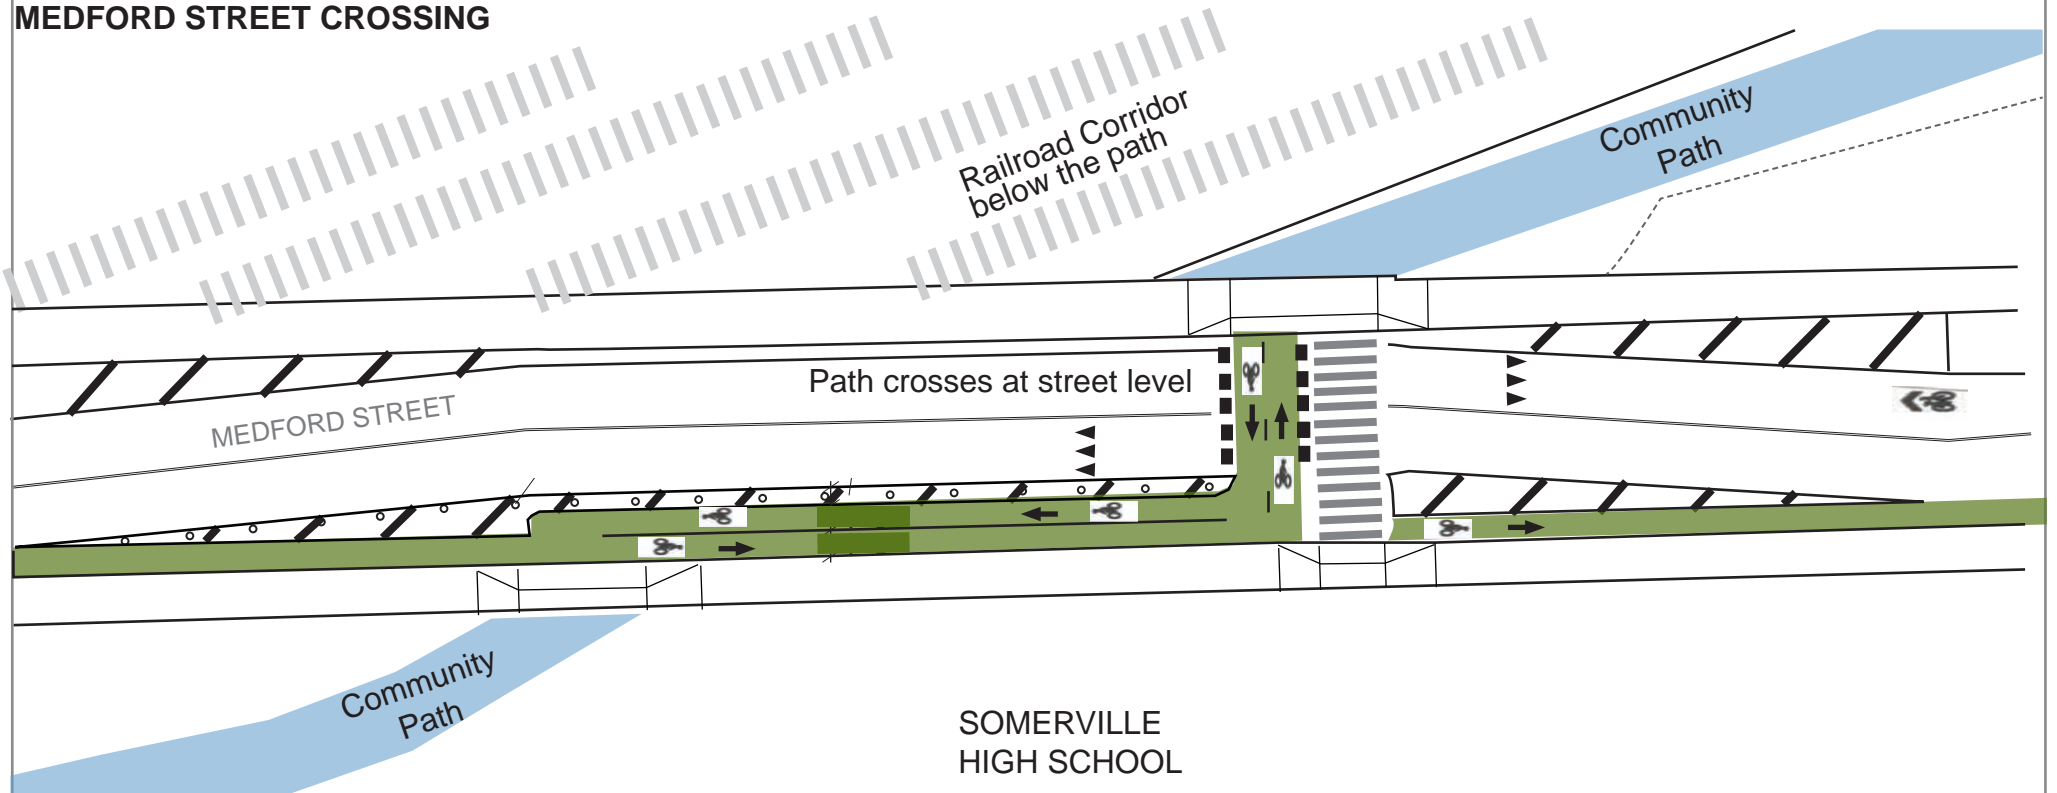 MEDFORD STREET CROSSING
Railroad Corridor
below the path
Community
Path
Path crosses at street level
MEDFORD STREET
Community
Path
SOMERVILLE
HIGH SCHOOL